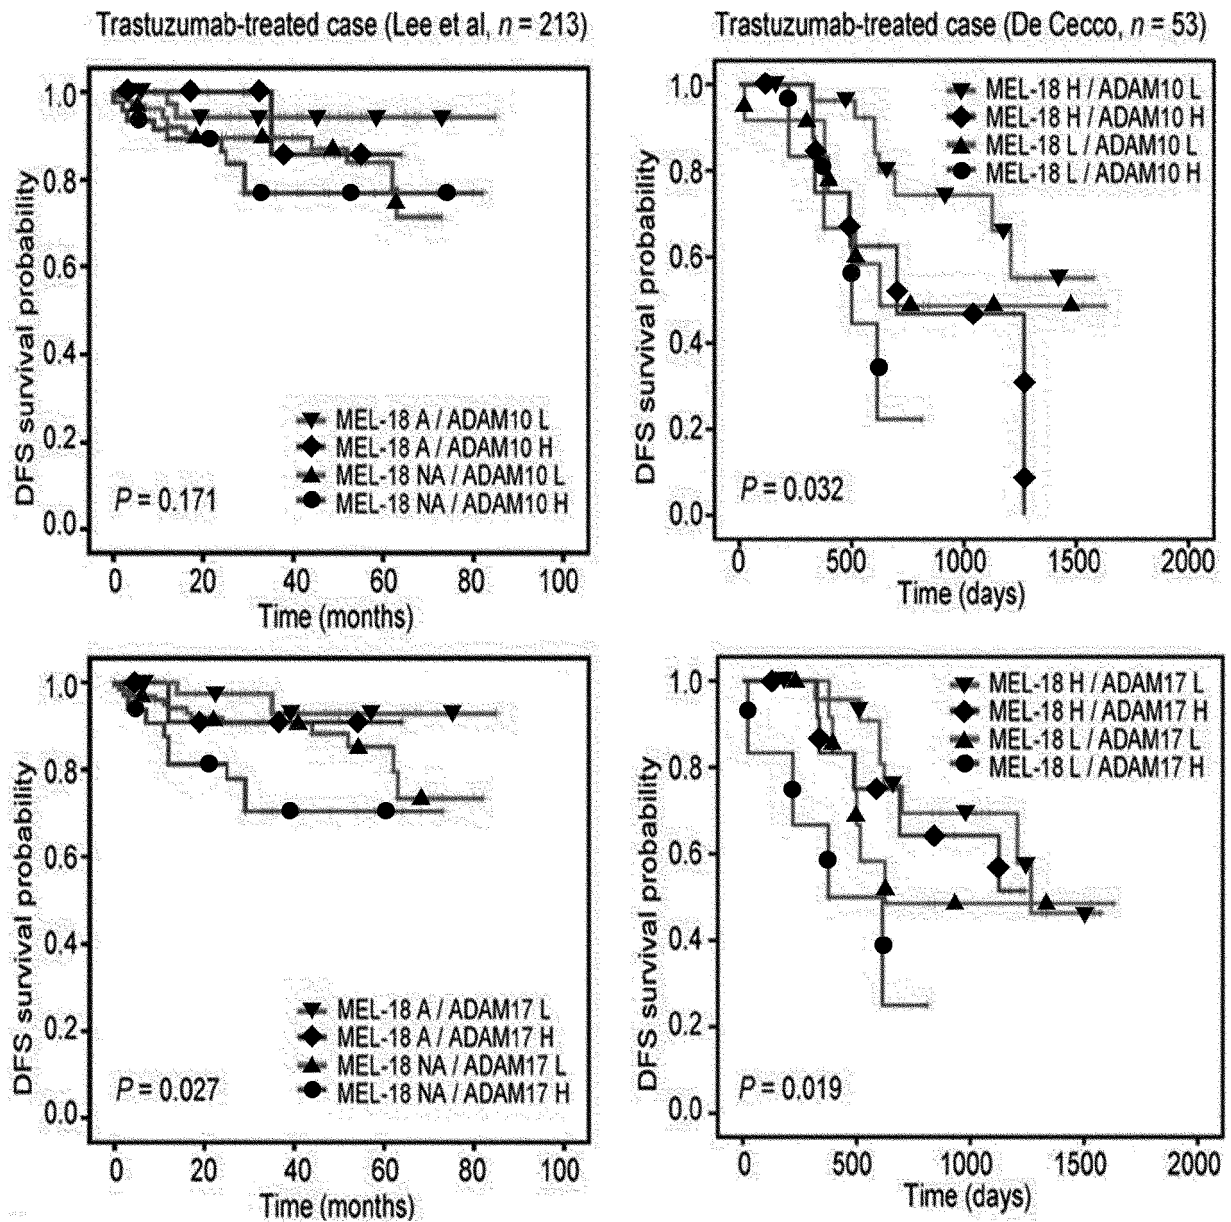 Trastuzumab-treated case (Lee et al, n = 213)
DFS survival probability
1.0
0.8
0.6
0.4
0.2
0.0
MEL-18 A / ADAM10 L
MEL-18 A / ADAM10 H
MEL-18 NA / ADAM10 L
MEL-18 NA / ADAM10 H
P = 0.171
0 20 40 60 80 100
Time (months)
Trastuzumab-treated case (De Cecco, n = 53)
DFS survival probability
1.0
0.8
0.6
0.4
0.2
0.0
MEL-18 H / ADAM10 L
MEL-18 H / ADAM10 H
MEL-18 L / ADAM10 L
MEL-18 L / ADAM10 H
P = 0.032
0 500 1000 1500 2000
Time (days)
DFS survival probability
1.0
0.8
0.6
0.4
0.2
0.0
MEL-18 A / ADAM17 L
MEL-18 A / ADAM17 H
MEL-18 NA / ADAM17 L
MEL-18 NA / ADAM17 H
P = 0.027
0 20 40 60 80 100
Time (months)
DFS survival probability
1.0
0.8
0.6
0.4
0.2
0.0
MEL-18 H / ADAM17 L
MEL-18 H / ADAM17 H
MEL-18 L / ADAM17 L
MEL-18 L / ADAM17 H
P = 0.019
0 500 1000 1500 2000
Time (days)